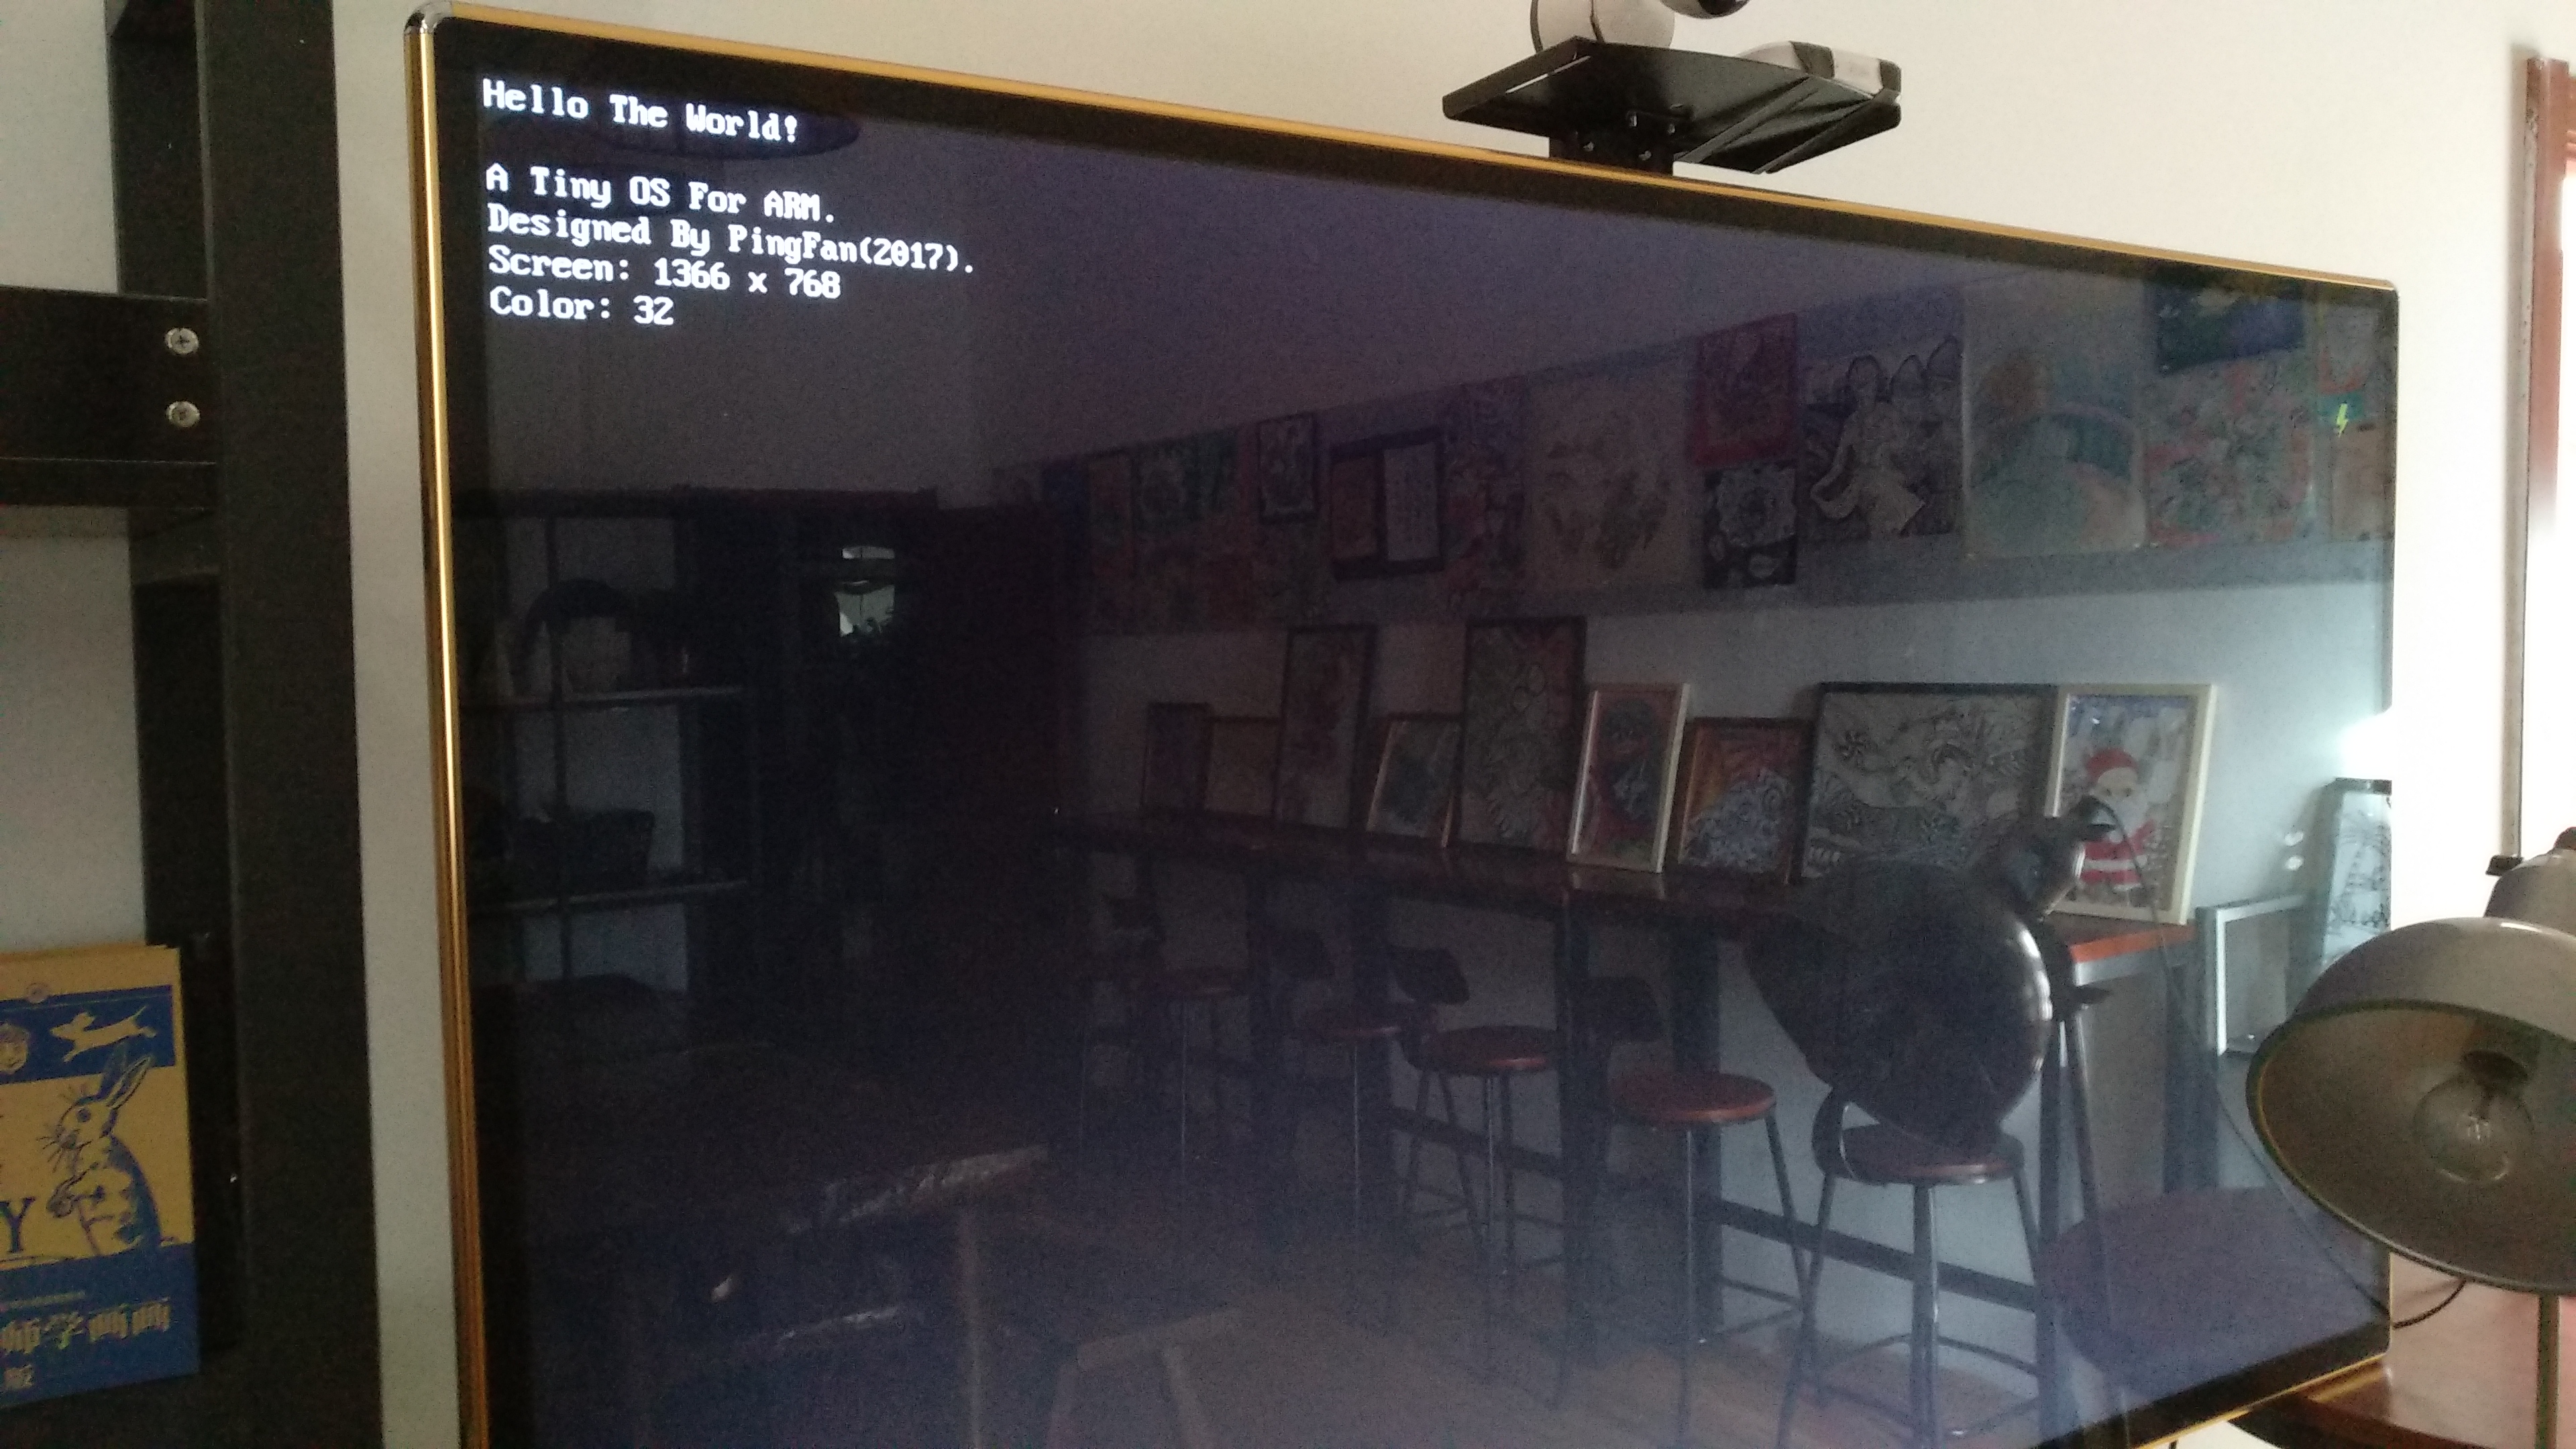 Hello The World!
A Tiny OS For ARM.
Designed By PingFan(2017).
Screen: 1366 x 768
Color: 32
Y